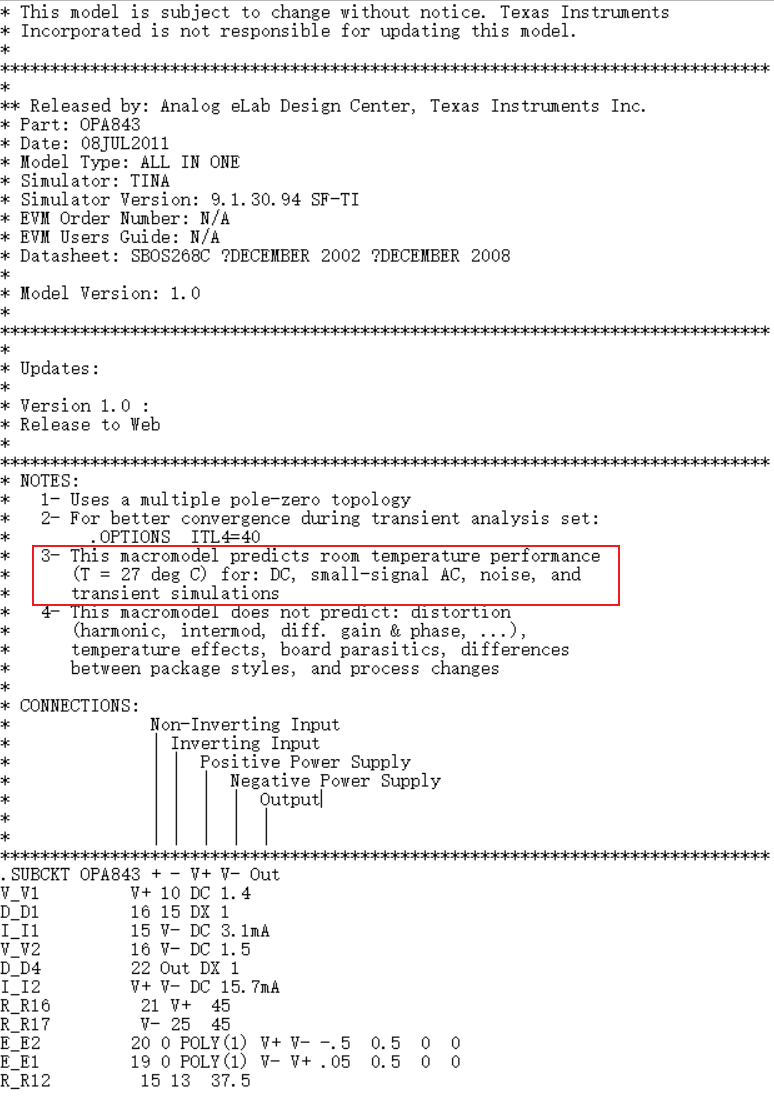 * This model is subject to change without notice. Texas Instruments
* Incorporated is not responsible for updating this model.
*
*****************************************************************************
*
** Released by: Analog eLab Design Center, Texas Instruments Inc.
* Part: OPA843
* Date: 08JUL2011
* Model Type: ALL IN ONE
* Simulator: TINA
* Simulator Version: 9.1.30.94 SF-TI
* EVM Order Number: N/A
* EVM Users Guide: N/A
* Datasheet: SBOS268C ?DECEMBER 2002 ?DECEMBER 2008
*
* Model Version: 1.0
*
*****************************************************************************
*
* Updates:
*
* Version 1.0 :
* Release to Web
*
*****************************************************************************
* NOTES:
*   1- Uses a multiple pole-zero topology
*   2- For better convergence during transient analysis set:
*        .OPTIONS  ITL4=40
*   3- This macromodel predicts room temperature performance
*      (T = 27 deg C) for: DC, small-signal AC, noise, and
*      transient simulations
*   4- This macromodel does not predict: distortion
*      (harmonic, intermod, diff. gain & phase, ...),
*      temperature effects, board parasitics, differences
*      between package styles, and process changes
*
* CONNECTIONS:
*              Non-Inverting Input
*              | Inverting Input
*              | | Positive Power Supply
*              | |  | Negative Power Supply
*              | |  |  | Output
*              | |  |  |  |
*              | |  |  |  |
*****************************************************************************
.SUBCKT OPA843 + - V+ V- Out
V_V1         V+ 10 DC 1.4
D_D1         16 15 DX 1
I_I1         15 V- DC 3.1mA
V_V2         16 V- DC 1.5
D_D4         22 Out DX 1
I_I2         V+ V- DC 15.7mA
R_R16         21 V+  45
R_R17         V- 25  45
E_E2         20 0 POLY(1) V+ V- -.5  0.5  0  0
E_E1         19 0 POLY(1) V- V+ .05  0.5  0  0
R_R12         15 13  37.5